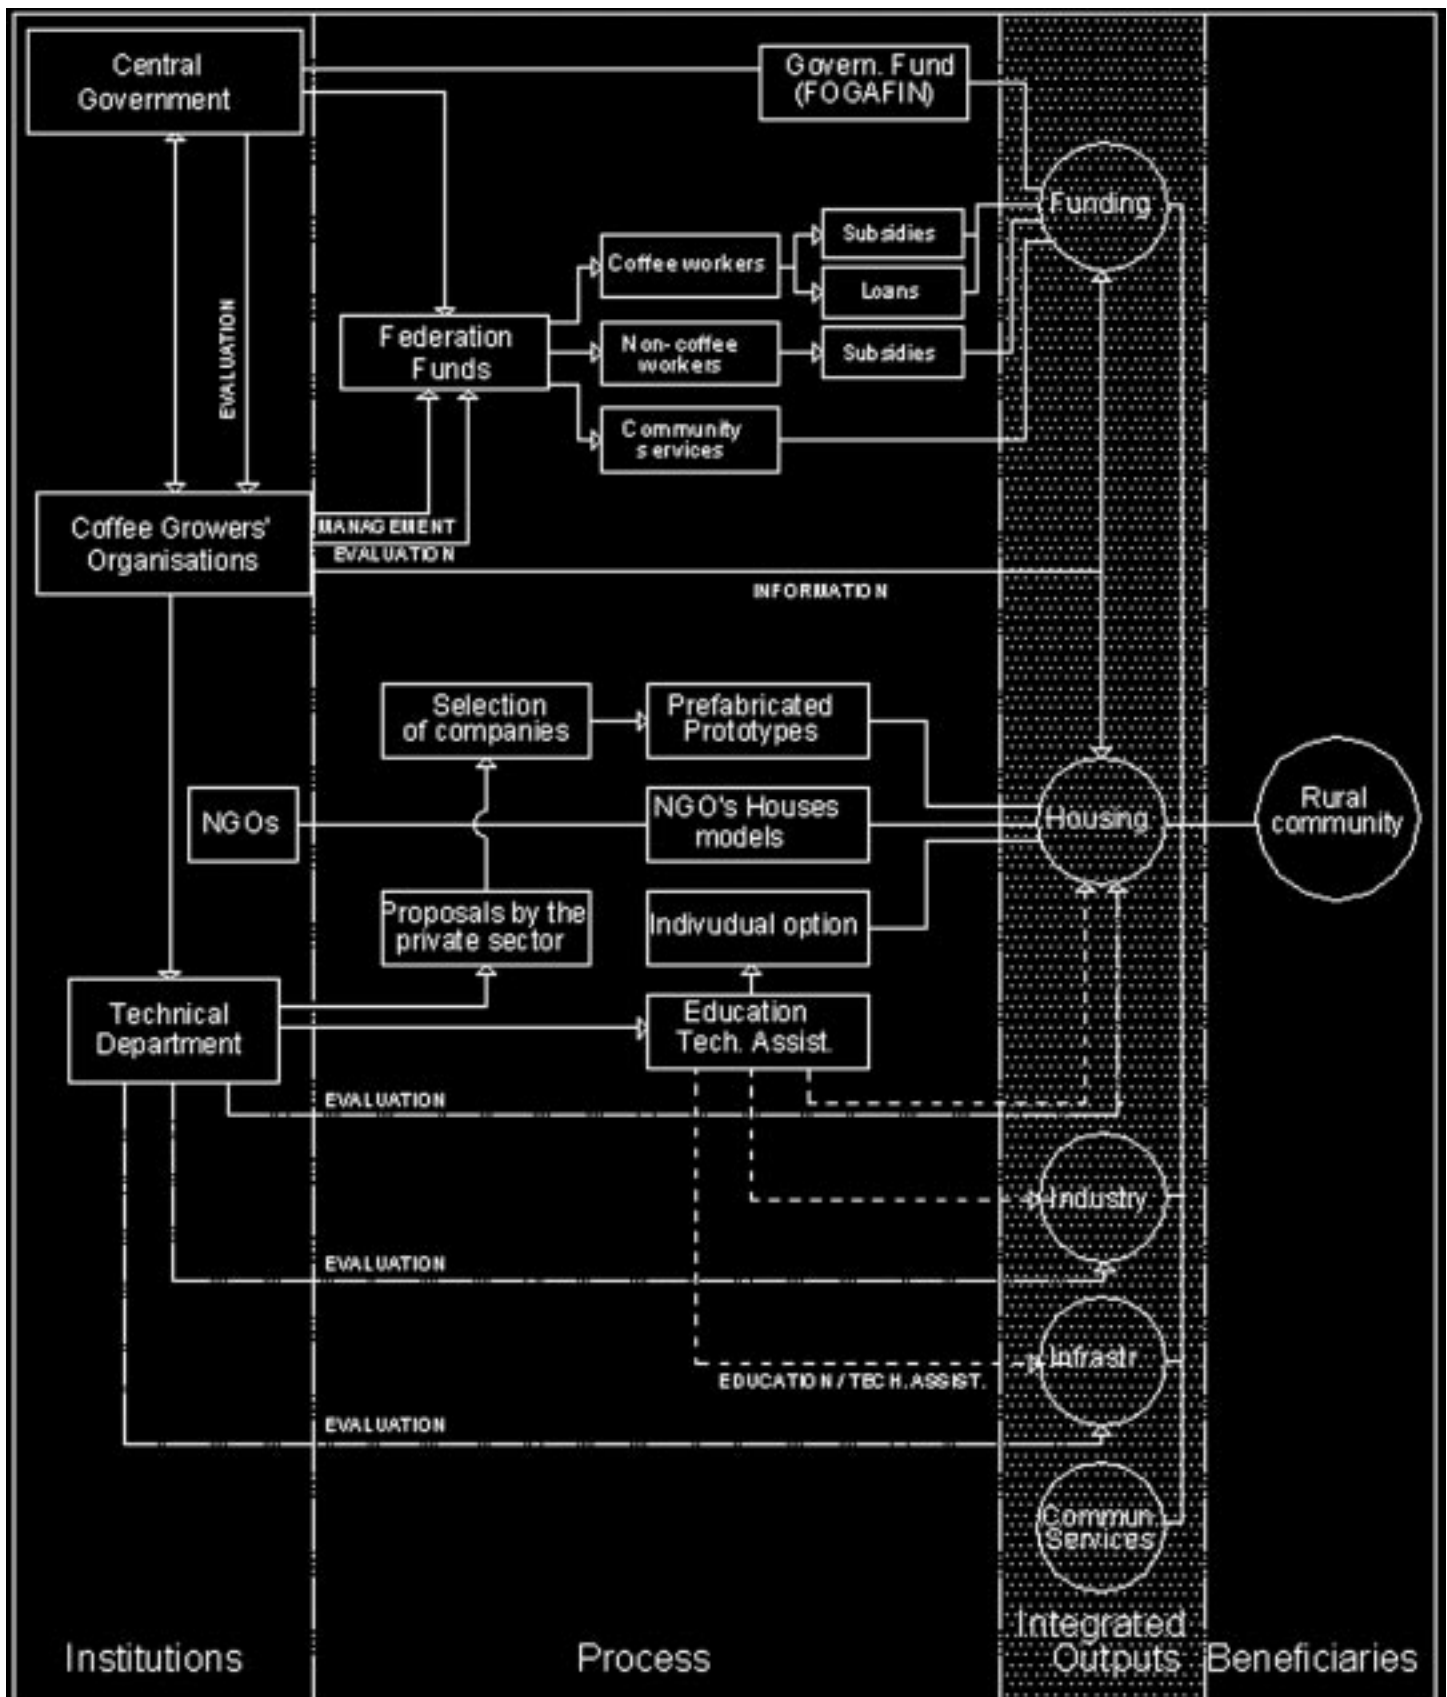 Central
Government
Govern. Fund
(FOGAFIN)
Funding
Subsidies
Coffee workers
Loans
EVALUATION
Federation
Funds
Non-coffee
workers
Subsidies
Community
services
Coffee Growers'
Organisations
MANAGEMENT
EVALUATION
INFORMATION
Selection
of companies
Prefabricated
Prototypes
NGOs
NGO's Houses
models
Housing
Rural
community
Proposals by the
private sector
Indivudual option
Technical
Department
Education
Tech. Assist.
EVALUATION
Industry
EVALUATION
Infrastr.
EDUCATION / TECH. ASSIST.
EVALUATION
Commun.
Services
Institutions
Process
Integrated
Outputs
Beneficiaries